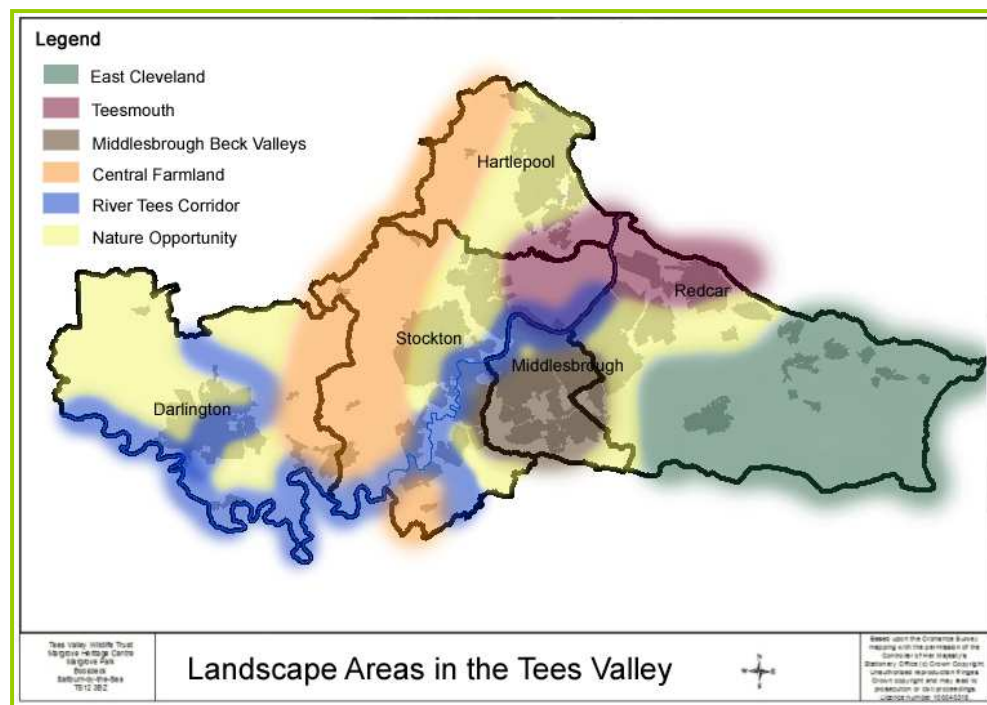 Legend
East Cleveland
Teesmouth
Middlesbrough Beck Valleys
Central Farmland
River Tees Corridor
Nature Opportunity
Hartlepool
Redcar
Stockton
Middlesbrough
Darlington
Tees Valley Wildlife Trust
Margrove Heritage Centre
Margrove Park
Boosbeck
Saltburn-by-the-Sea
TS12 3BZ
Landscape Areas in the Tees Valley
Based upon the Ordnance Survey
mapping with the permission of the
Controller of Her Majesty's
Stationery Office (c) Crown Copyright.
Unauthorised reproduction infringes
Crown copyright and may lead to
prosecution or civil proceedings.